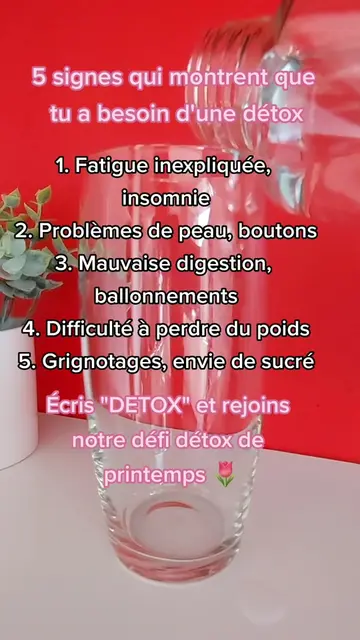 5 signes qui montrent que
tu a besoin d'une détox
1. Fatigue inexpliquée,
insomnie
2. Problèmes de peau, boutons
3. Mauvaise digestion,
ballonnements
4. Difficulté à perdre du poids
5. Grignotages, envie de sucré
Écris "DETOX" et rejoins
notre défi détox de
printemps 🌷